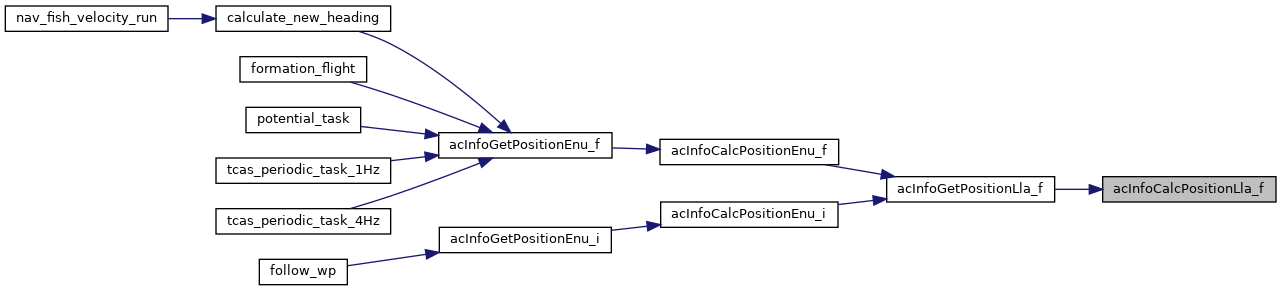 nav_fish_velocity_run
calculate_new_heading
formation_flight
potential_task
tcas_periodic_task_1Hz
tcas_periodic_task_4Hz
follow_wp
acInfoGetPositionEnu_f
acInfoGetPositionEnu_i
acInfoCalcPositionEnu_f
acInfoCalcPositionEnu_i
acInfoGetPositionLla_f
acInfoCalcPositionLla_f